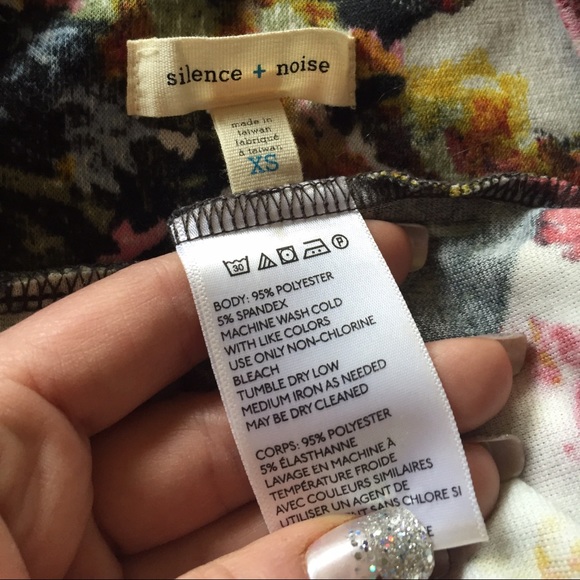 silence + noise
made in
taiwan
fabriqué
à taiwan
XS
30 P
BODY: 95% POLYESTER
5% SPANDEX
MACHINE WASH COLD
WITH LIKE COLORS
USE ONLY NON-CHLORINE
BLEACH
TUMBLE DRY LOW
MEDIUM IRON AS NEEDED
MAY BE DRY CLEANED
CORPS: 95% POLYESTER
5% ÉLASTHANNE
LAVAGE EN MACHINE À
TEMPÉRATURE FROIDE
AVEC COULEURS SIMILAIRES
UTILISER UN AGENT DE
SANS CHLORE SI